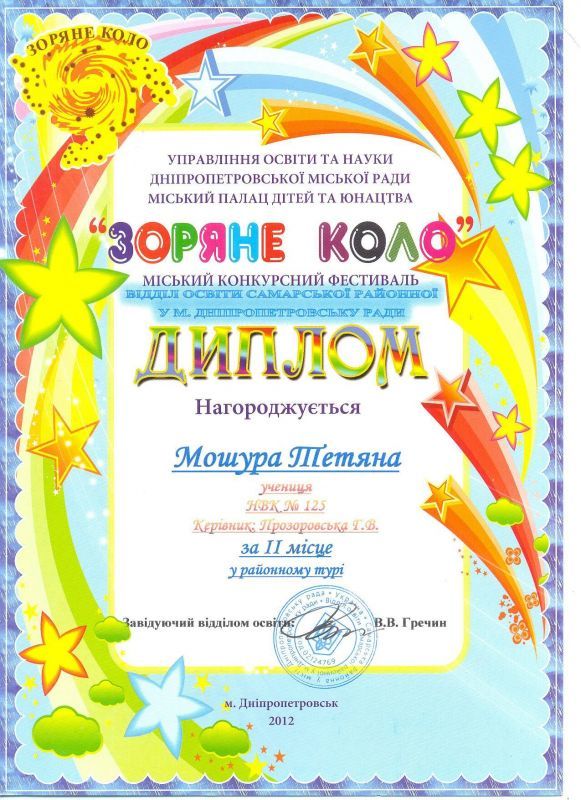 ЗОРЯНЕ КОЛО
УПРАВЛІННЯ ОСВІТИ ТА НАУКИ
ДНІПРОПЕТРОВСЬКОЇ МІСЬКОЇ РАДИ
МІСЬКИЙ ПАЛАЦ ДІТЕЙ ТА ЮНАЦТВА
“ЗОРЯНЕ КОЛО”
МІСЬКИЙ КОНКУРСНИЙ ФЕСТИВАЛЬ
ВІДДІЛ ОСВІТИ САМАРСЬКОЇ РАЙОННОЇ
У М. ДНІПРОПЕТРОВСЬКУ РАДИ
ДИПЛОМ
Нагороджується
Мошура Тетяна
учениця
НВК № 125
Керівник: Прозоровська Г.В.
за II місце
у районному турі
Завідуючий відділом освіти: В.В. Гречин
м. Дніпропетровськ
2012